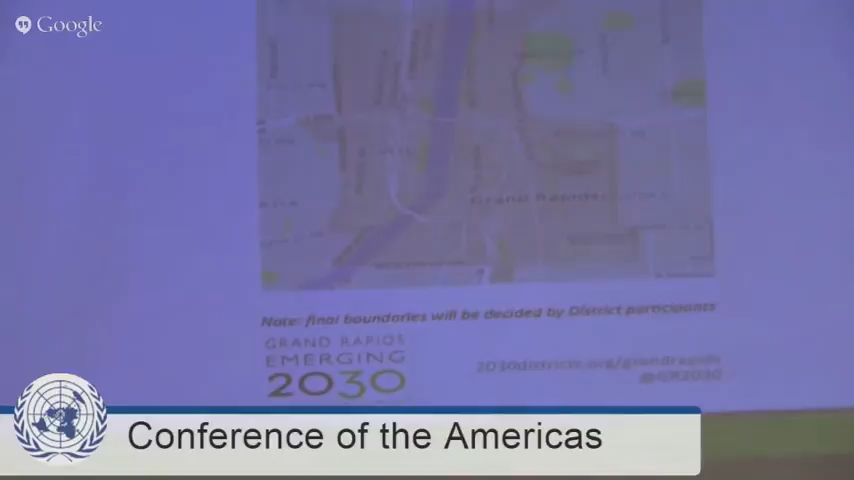 Google
Grand Rapids
Note: final boundaries will be decided by District participants
GRAND RAPIDS
EMERGING
2030
2030districts.org/grandrapids
@GR2030
Conference of the Americas